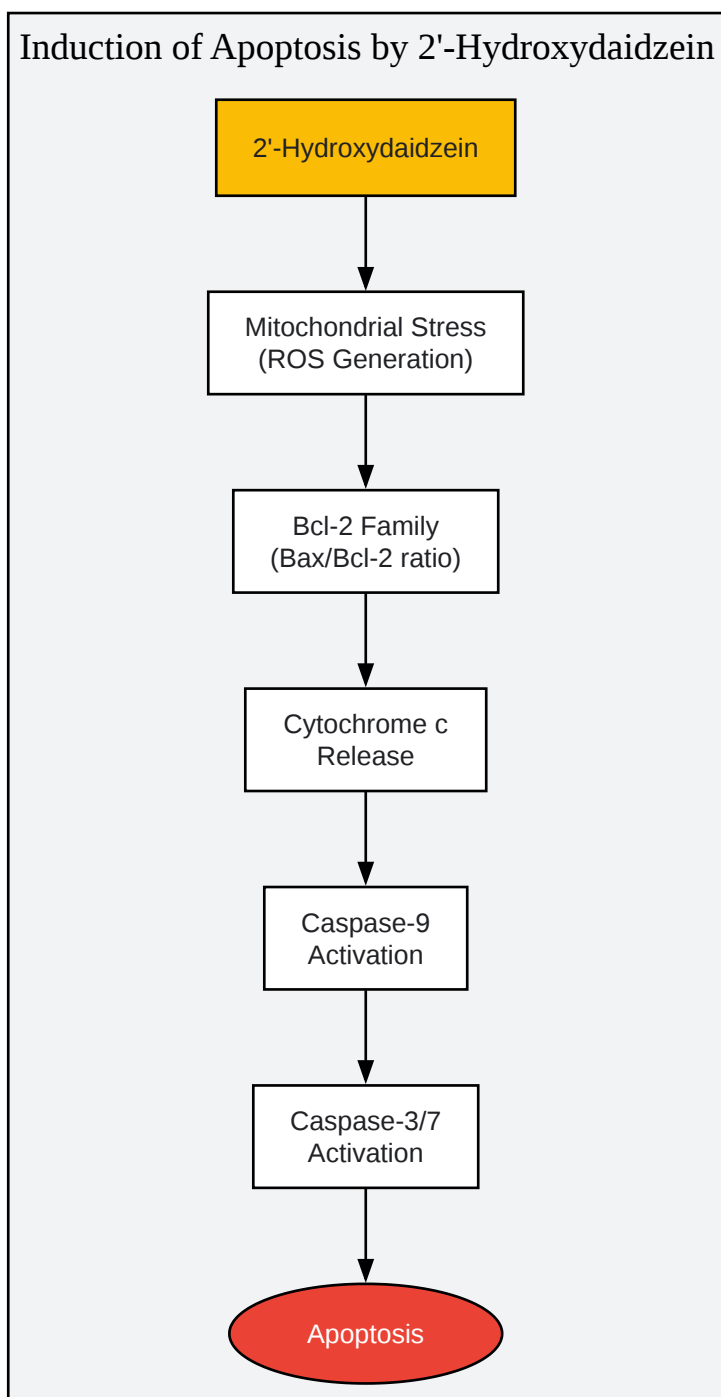 Induction of Apoptosis by 2'-Hydroxydaidzein
2'-Hydroxydaidzein
Mitochondrial Stress
(ROS Generation)
Bcl-2 Family
(Bax/Bcl-2 ratio)
Cytochrome c
Release
Caspase-9
Activation
Caspase-3/7
Activation
Apoptosis